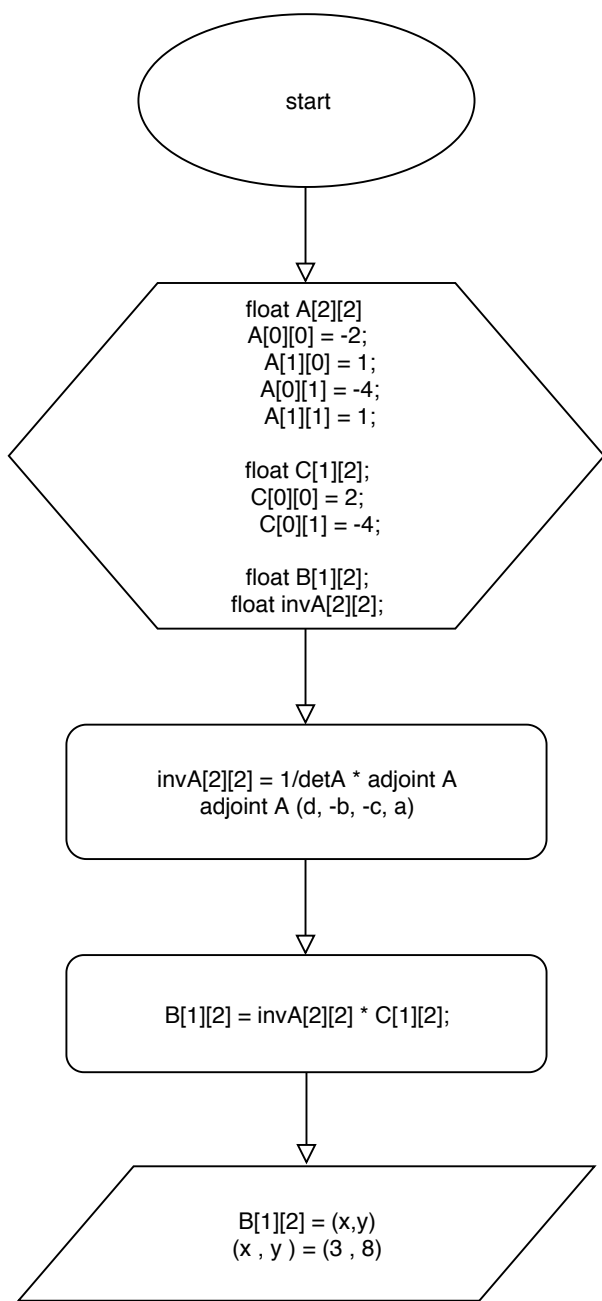 start
float A[2][2]
A[0][0] = -2;
A[1][0] = 1;
A[0][1] = -4;
A[1][1] = 1;
float C[1][2];
C[0][0] = 2;
C[0][1] = -4;
float B[1][2];
float invA[2][2];
invA[2][2] = 1/detA * adjoint A
adjoint A (d, -b, -c, a)
B[1][2] = invA[2][2] * C[1][2];
B[1][2] = (x,y)
(x , y ) = (3 , 8)